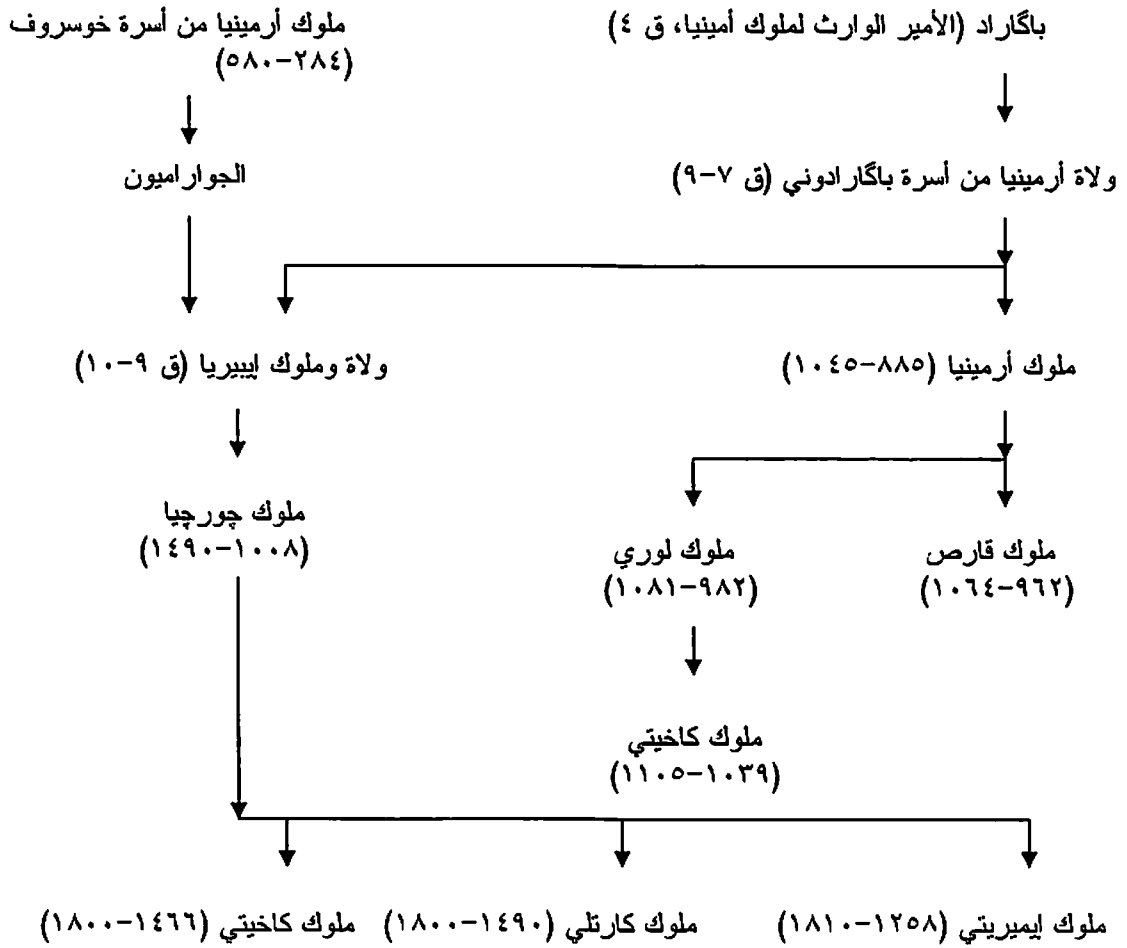 باگاراد (الأمير الوارث لملوك أمينيا، ق ٤)
ملوك أرمينيا من أسرة خوسروف
(٢٨٤-٥٨٠)
ولاة أرمينيا من أسرة باگارادوني (ق ٧-٩)
الجواراميون
ملوك أرمينيا (٨٨٥-١٠٤٥)
ولاة وملوك إيبيريا (ق ٩-١٠)
ملوك قارص
(٩٦٢-١٠٦٤)
ملوك لوري
(٩٨٢-١٠٨١)
ملوك چورچيا
(١٠٠٨-١٤٩٠)
ملوك كاخيتي
(١٠٣٩-١١٠٥)
ملوك إيميريتي (١٢٥٨-١٨١٠)
ملوك كارتلي (١٤٩٠-١٨٠٠)
ملوك كاخيتي (١٤٦٦-١٨٠٠)